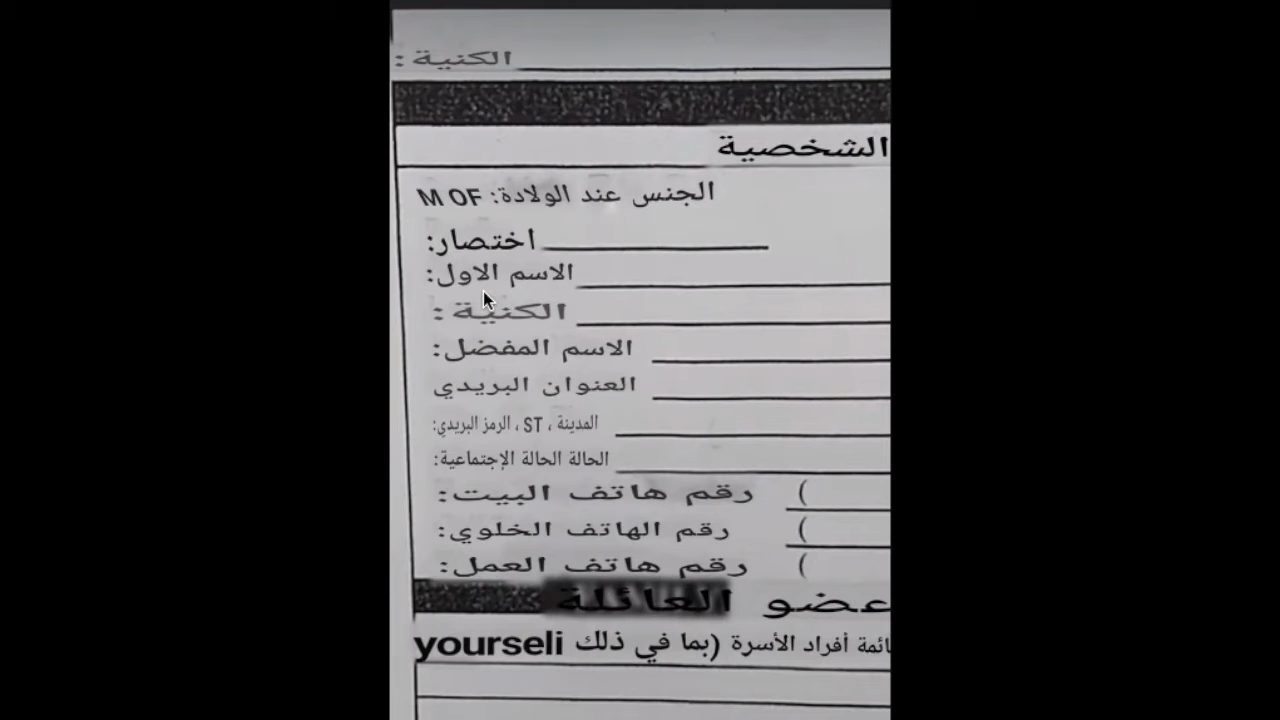 الكنية :
الشخصية
الجنس عند الولادة: M OF
اختصار:
الاسم الاول:
الكنية :
الاسم المفضل:
العنوان البريدي
المدينة ، ST ، الرمز البريدي:
الحالة الحالة الإجتماعية:
رقم هاتف البيت: (
رقم الهاتف الخلوي: (
رقم هاتف العمل: (
عضو العائلة
أفراد الأسرة (بما في ذلك yourseli